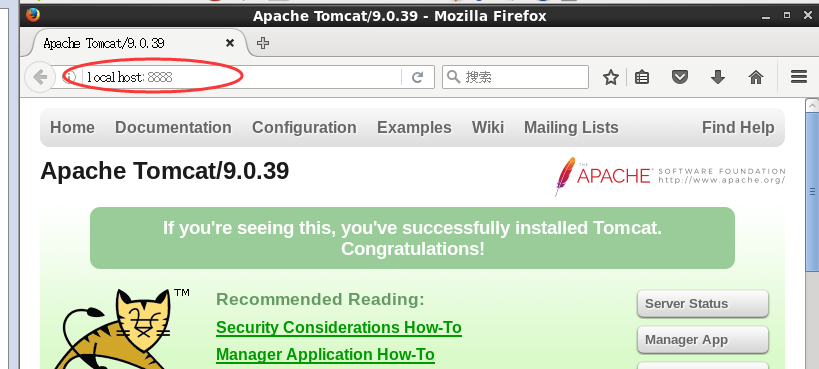 Apache Tomcat/9.0.39 - Mozilla Firefox
Apache Tomcat/9.0.39
localhost:8888
搜索
Home Documentation Configuration Examples Wiki Mailing Lists Find Help
Apache Tomcat/9.0.39
THE
APACHE SOFTWARE FOUNDATION
http://www.apache.org/
If you're seeing this, you've successfully installed Tomcat.
Congratulations!
TM
Recommended Reading:
Security Considerations How-To
Manager Application How-To
Server Status
Manager App